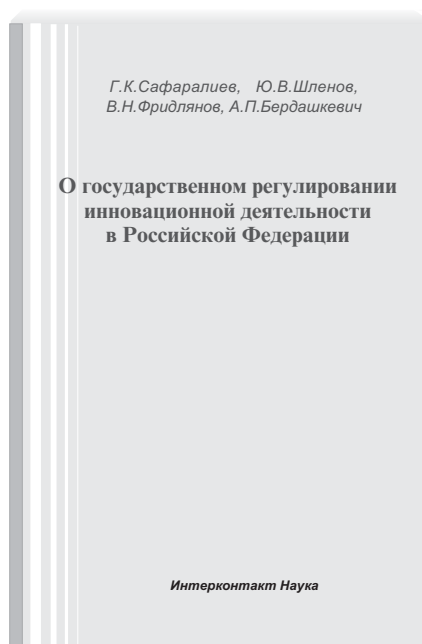 Г.К.Сафаралиев, Ю.В.Шленов,
В.Н.Фридлянов, А.П.Бердашкевич
О государственном регулировании
инновационной деятельности
в Российской Федерации
Интерконтакт Наука